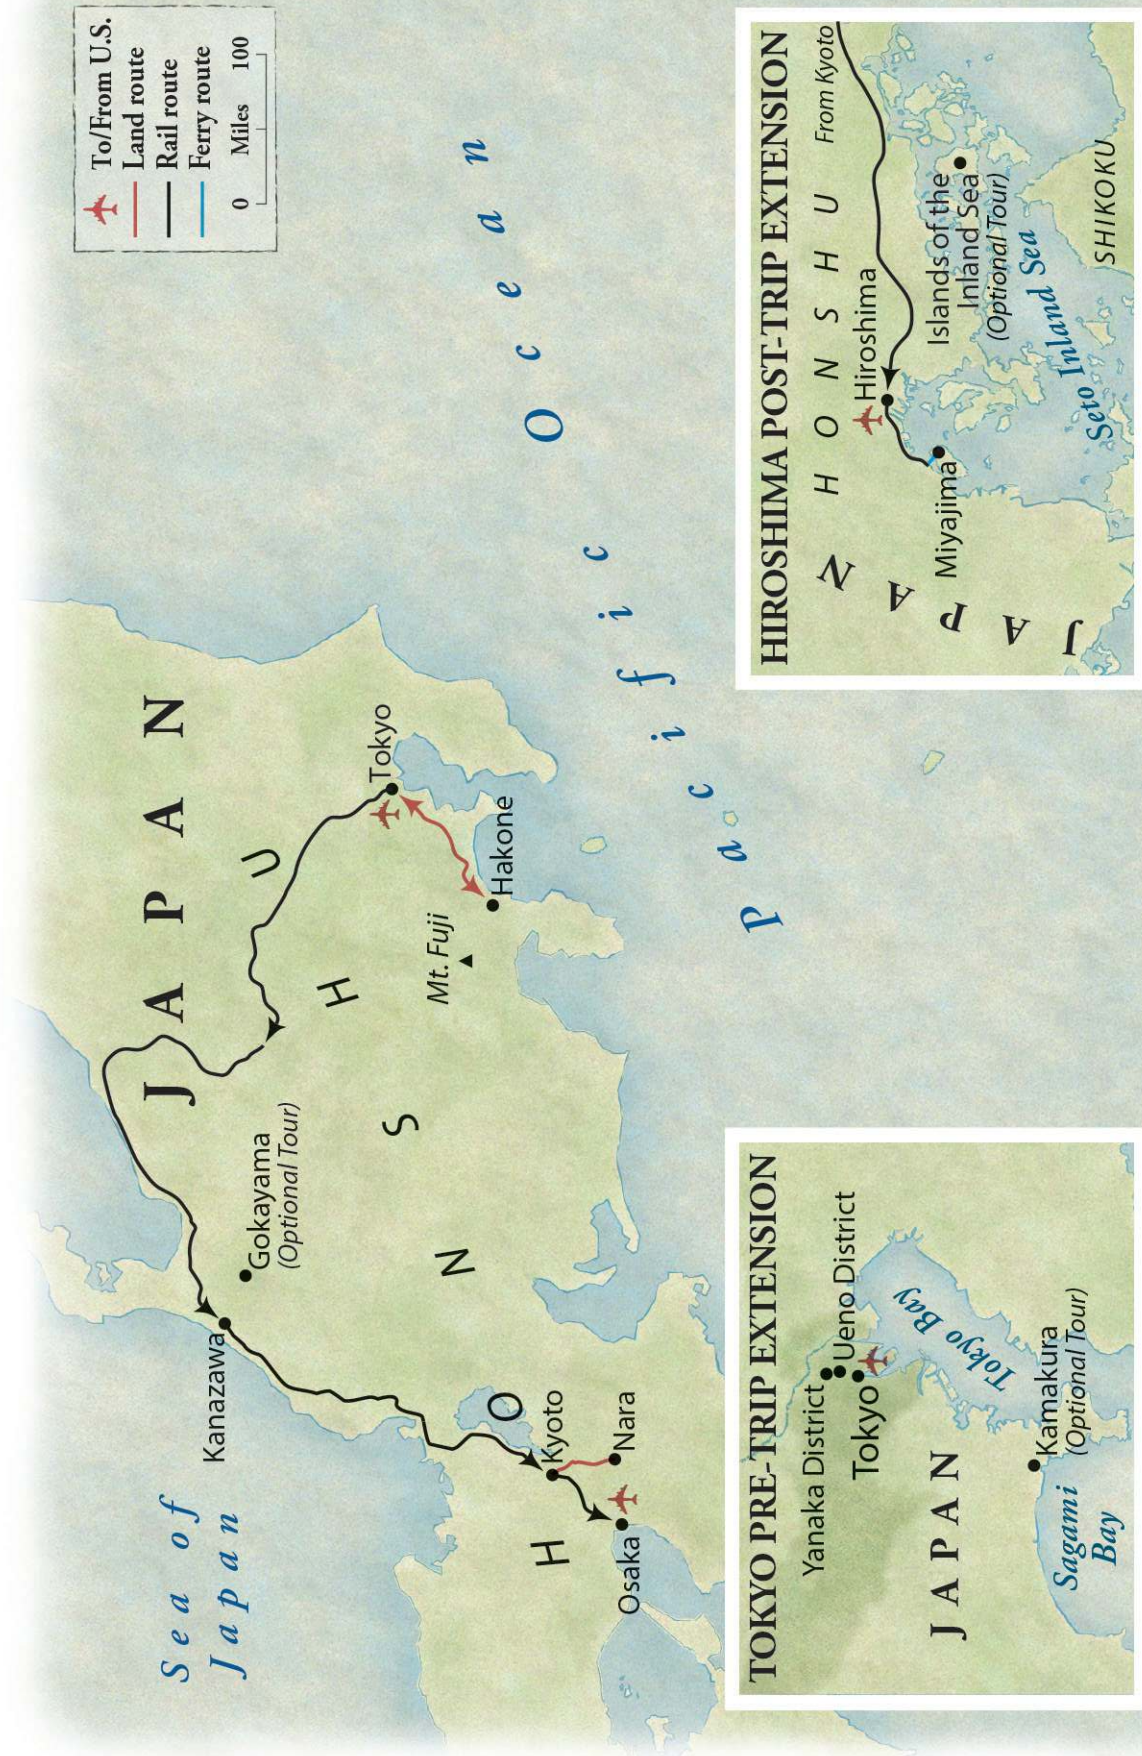 To/From U.S.
Land route
Rail route
Ferry route
0 Miles 100
Sea of
Japan
JAPAN
HONSHU
Kanazawa
Gokayama
(Optional Tour)
Tokyo
Mt. Fuji
Hakone
Kyoto
Nara
Osaka
Pacific Ocean
TOKYO PRE-TRIP EXTENSION
Yanaka District
Ueno District
Tokyo
JAPAN
Tokyo Bay
Kamakura
(Optional Tour)
Sagami
Bay
HIROSHIMA POST-TRIP EXTENSION
HONSHU
From Kyoto
JAPAN
Hiroshima
Miyajima
Islands of the
Inland Sea
(Optional Tour)
Seto Inland Sea
SHIKOKU